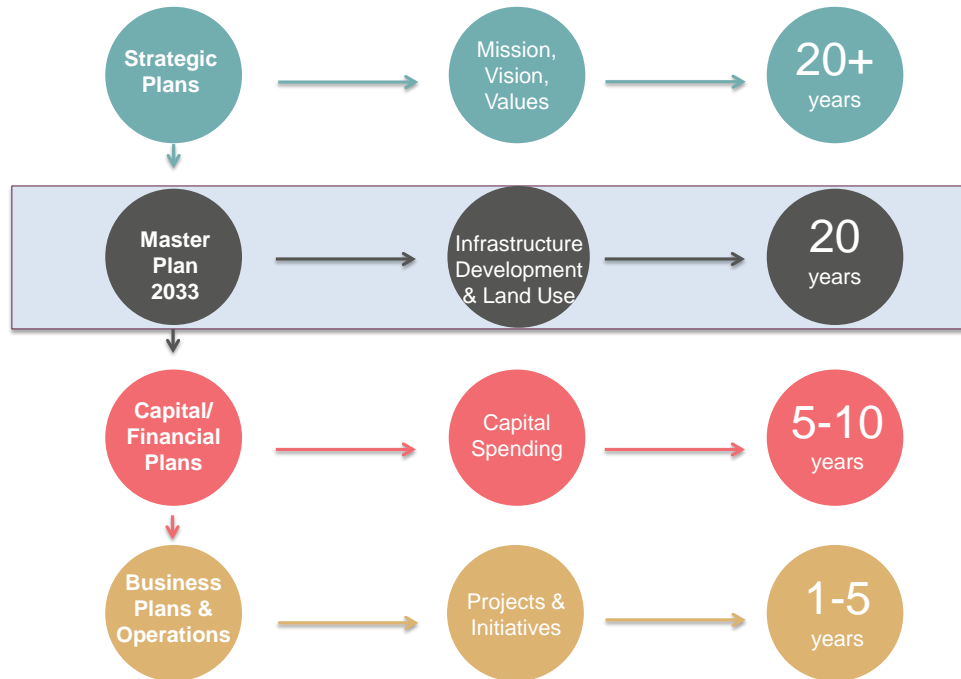 Strategic
Plans
Mission,
Vision,
Values
20+
years
Master
Plan
2033
Infrastructure
Development
& Land Use
20
years
Capital/
Financial
Plans
Capital
Spending
5-10
years
Business
Plans &
Operations
Projects &
Initiatives
1-5
years